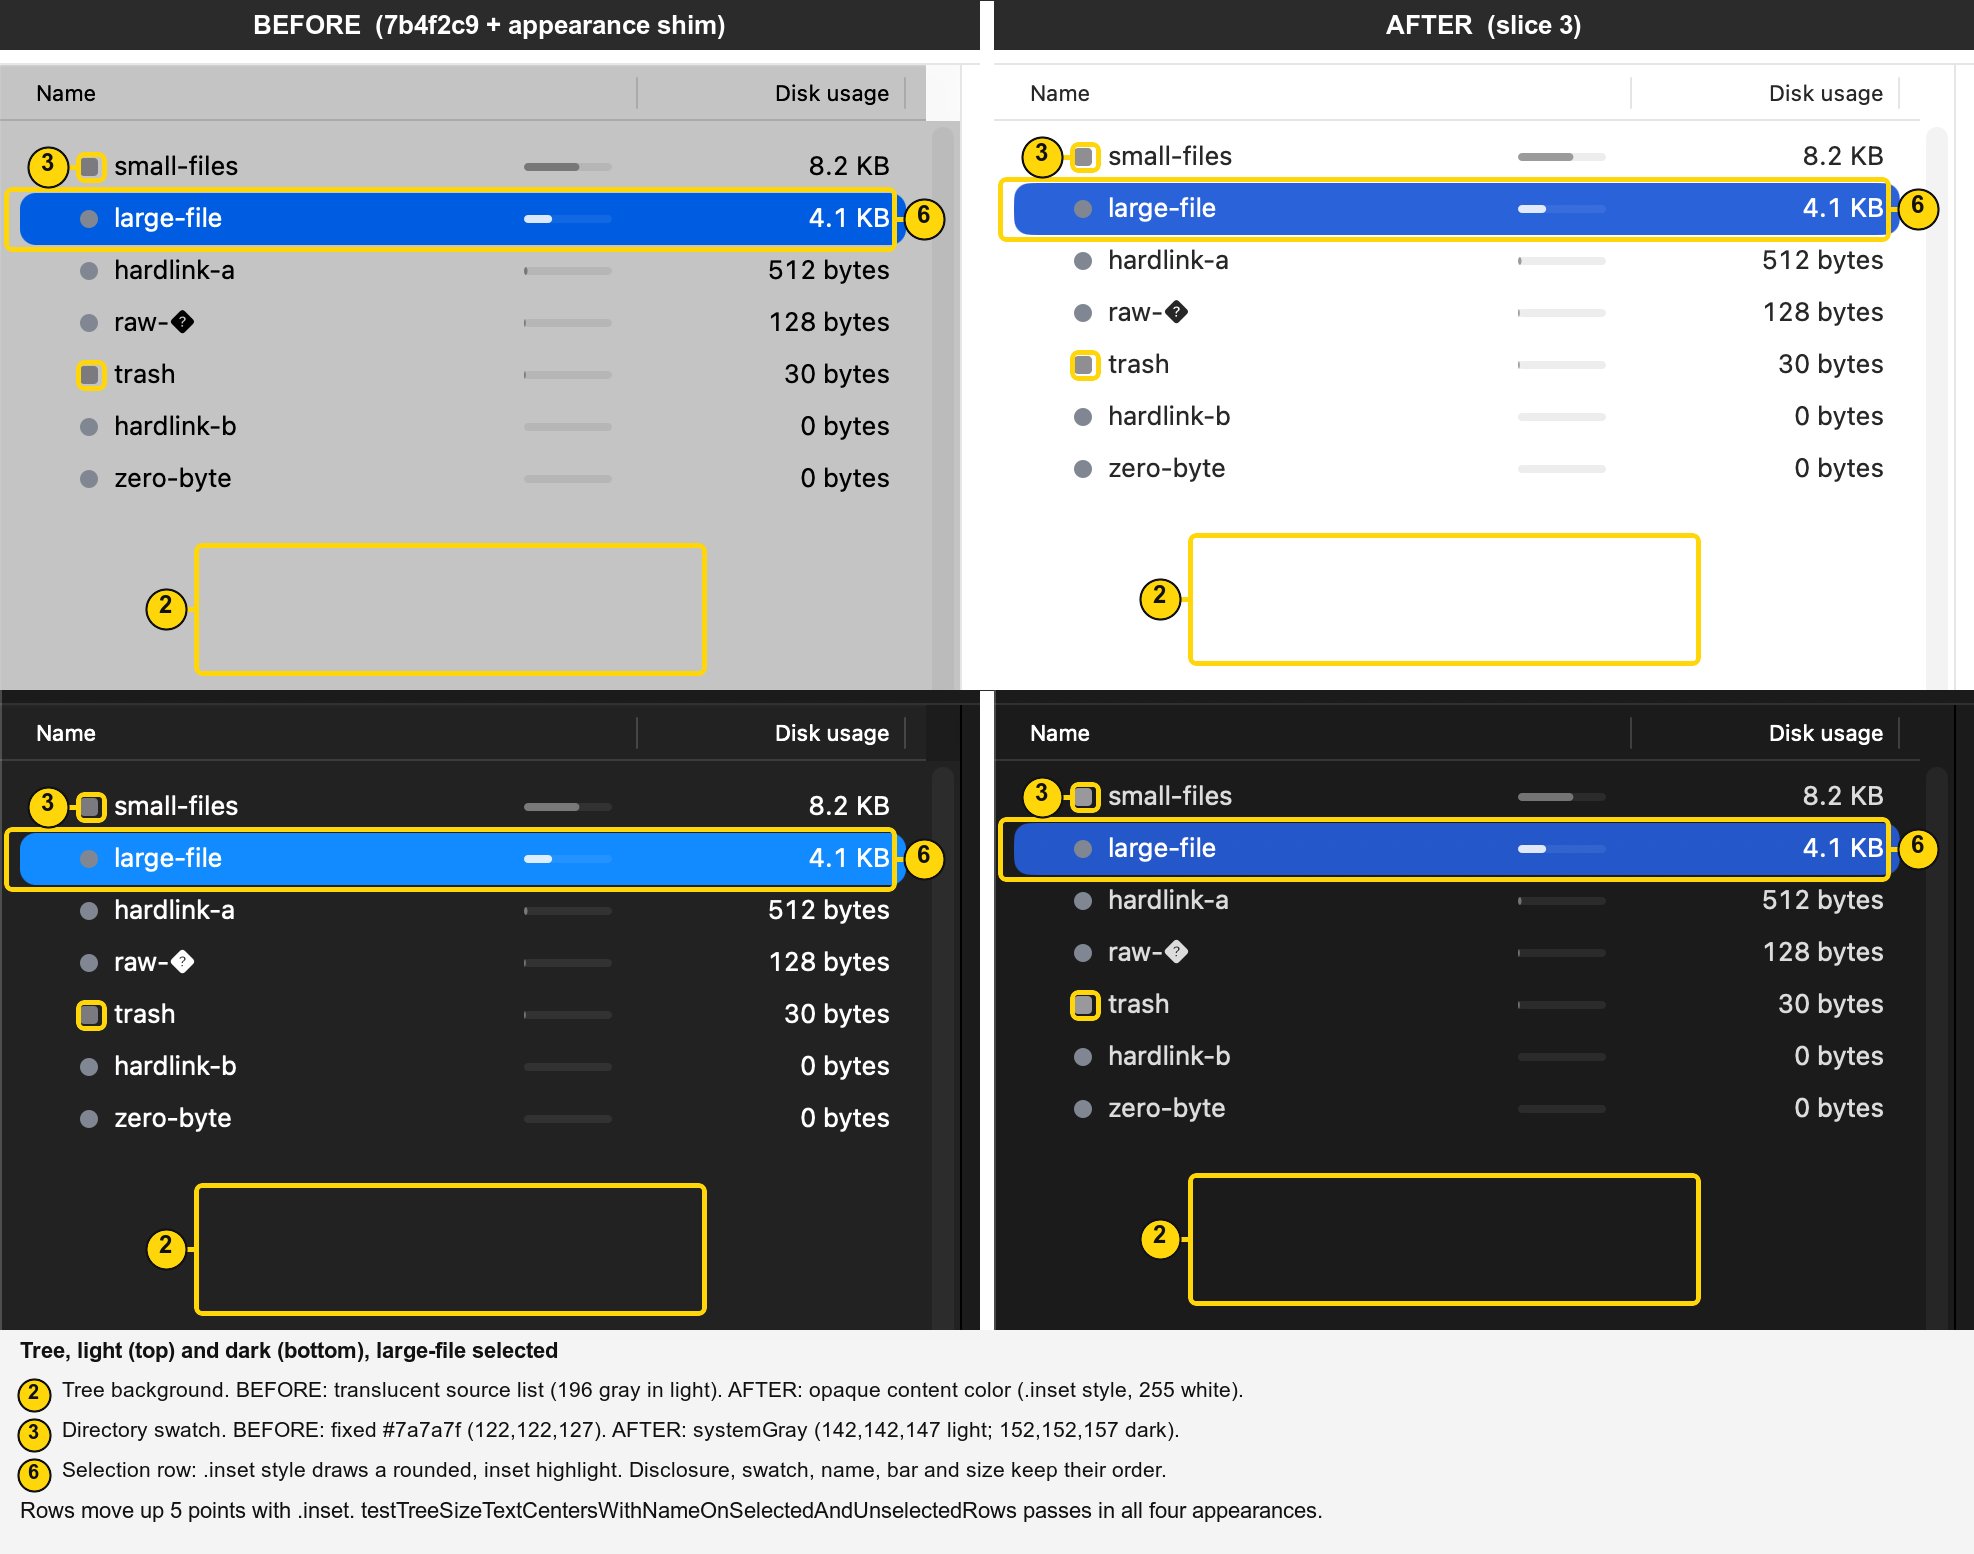 BEFORE (7b4f2c9 + appearance shim)
AFTER (slice 3)
Name Disk usage
3 small-files 8.2 KB
large-file 4.1 KB 6
hardlink-a 512 bytes
raw-� 128 bytes
trash 30 bytes
hardlink-b 0 bytes
zero-byte 0 bytes
2
Name Disk usage
3 small-files 8.2 KB
large-file 4.1 KB 6
hardlink-a 512 bytes
raw-� 128 bytes
trash 30 bytes
hardlink-b 0 bytes
zero-byte 0 bytes
2
Name Disk usage
3 small-files 8.2 KB
large-file 4.1 KB 6
hardlink-a 512 bytes
raw-� 128 bytes
trash 30 bytes
hardlink-b 0 bytes
zero-byte 0 bytes
2
Name Disk usage
3 small-files 8.2 KB
large-file 4.1 KB 6
hardlink-a 512 bytes
raw-� 128 bytes
trash 30 bytes
hardlink-b 0 bytes
zero-byte 0 bytes
2
Tree, light (top) and dark (bottom), large-file selected
2 Tree background. BEFORE: translucent source list (196 gray in light). AFTER: opaque content color (.inset style, 255 white).
3 Directory swatch. BEFORE: fixed #7a7a7f (122,122,127). AFTER: systemGray (142,142,147 light; 152,152,157 dark).
6 Selection row: .inset style draws a rounded, inset highlight. Disclosure, swatch, name, bar and size keep their order.
Rows move up 5 points with .inset. testTreeSizeTextCentersWithNameOnSelectedAndUnselectedRows passes in all four appearances.